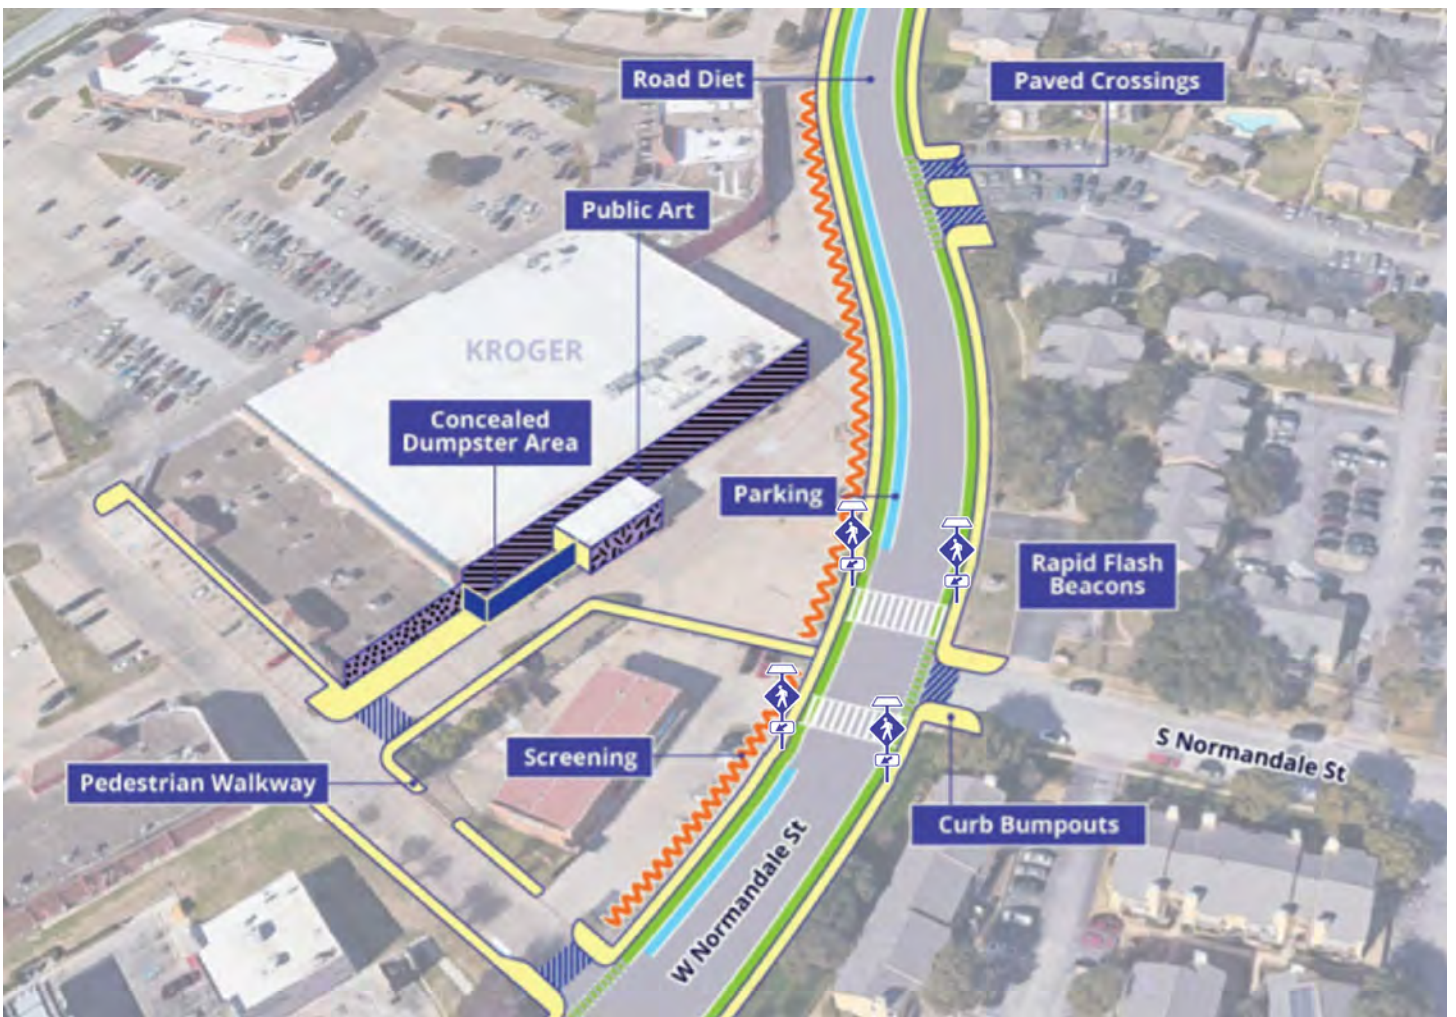 Road Diet
Paved Crossings
Public Art
KROGER
Concealed
Dumpster Area
Parking
Rapid Flash
Beacons
S Normandale St
Screening
Pedestrian Walkway
Curb Bumpouts
W Normandale St